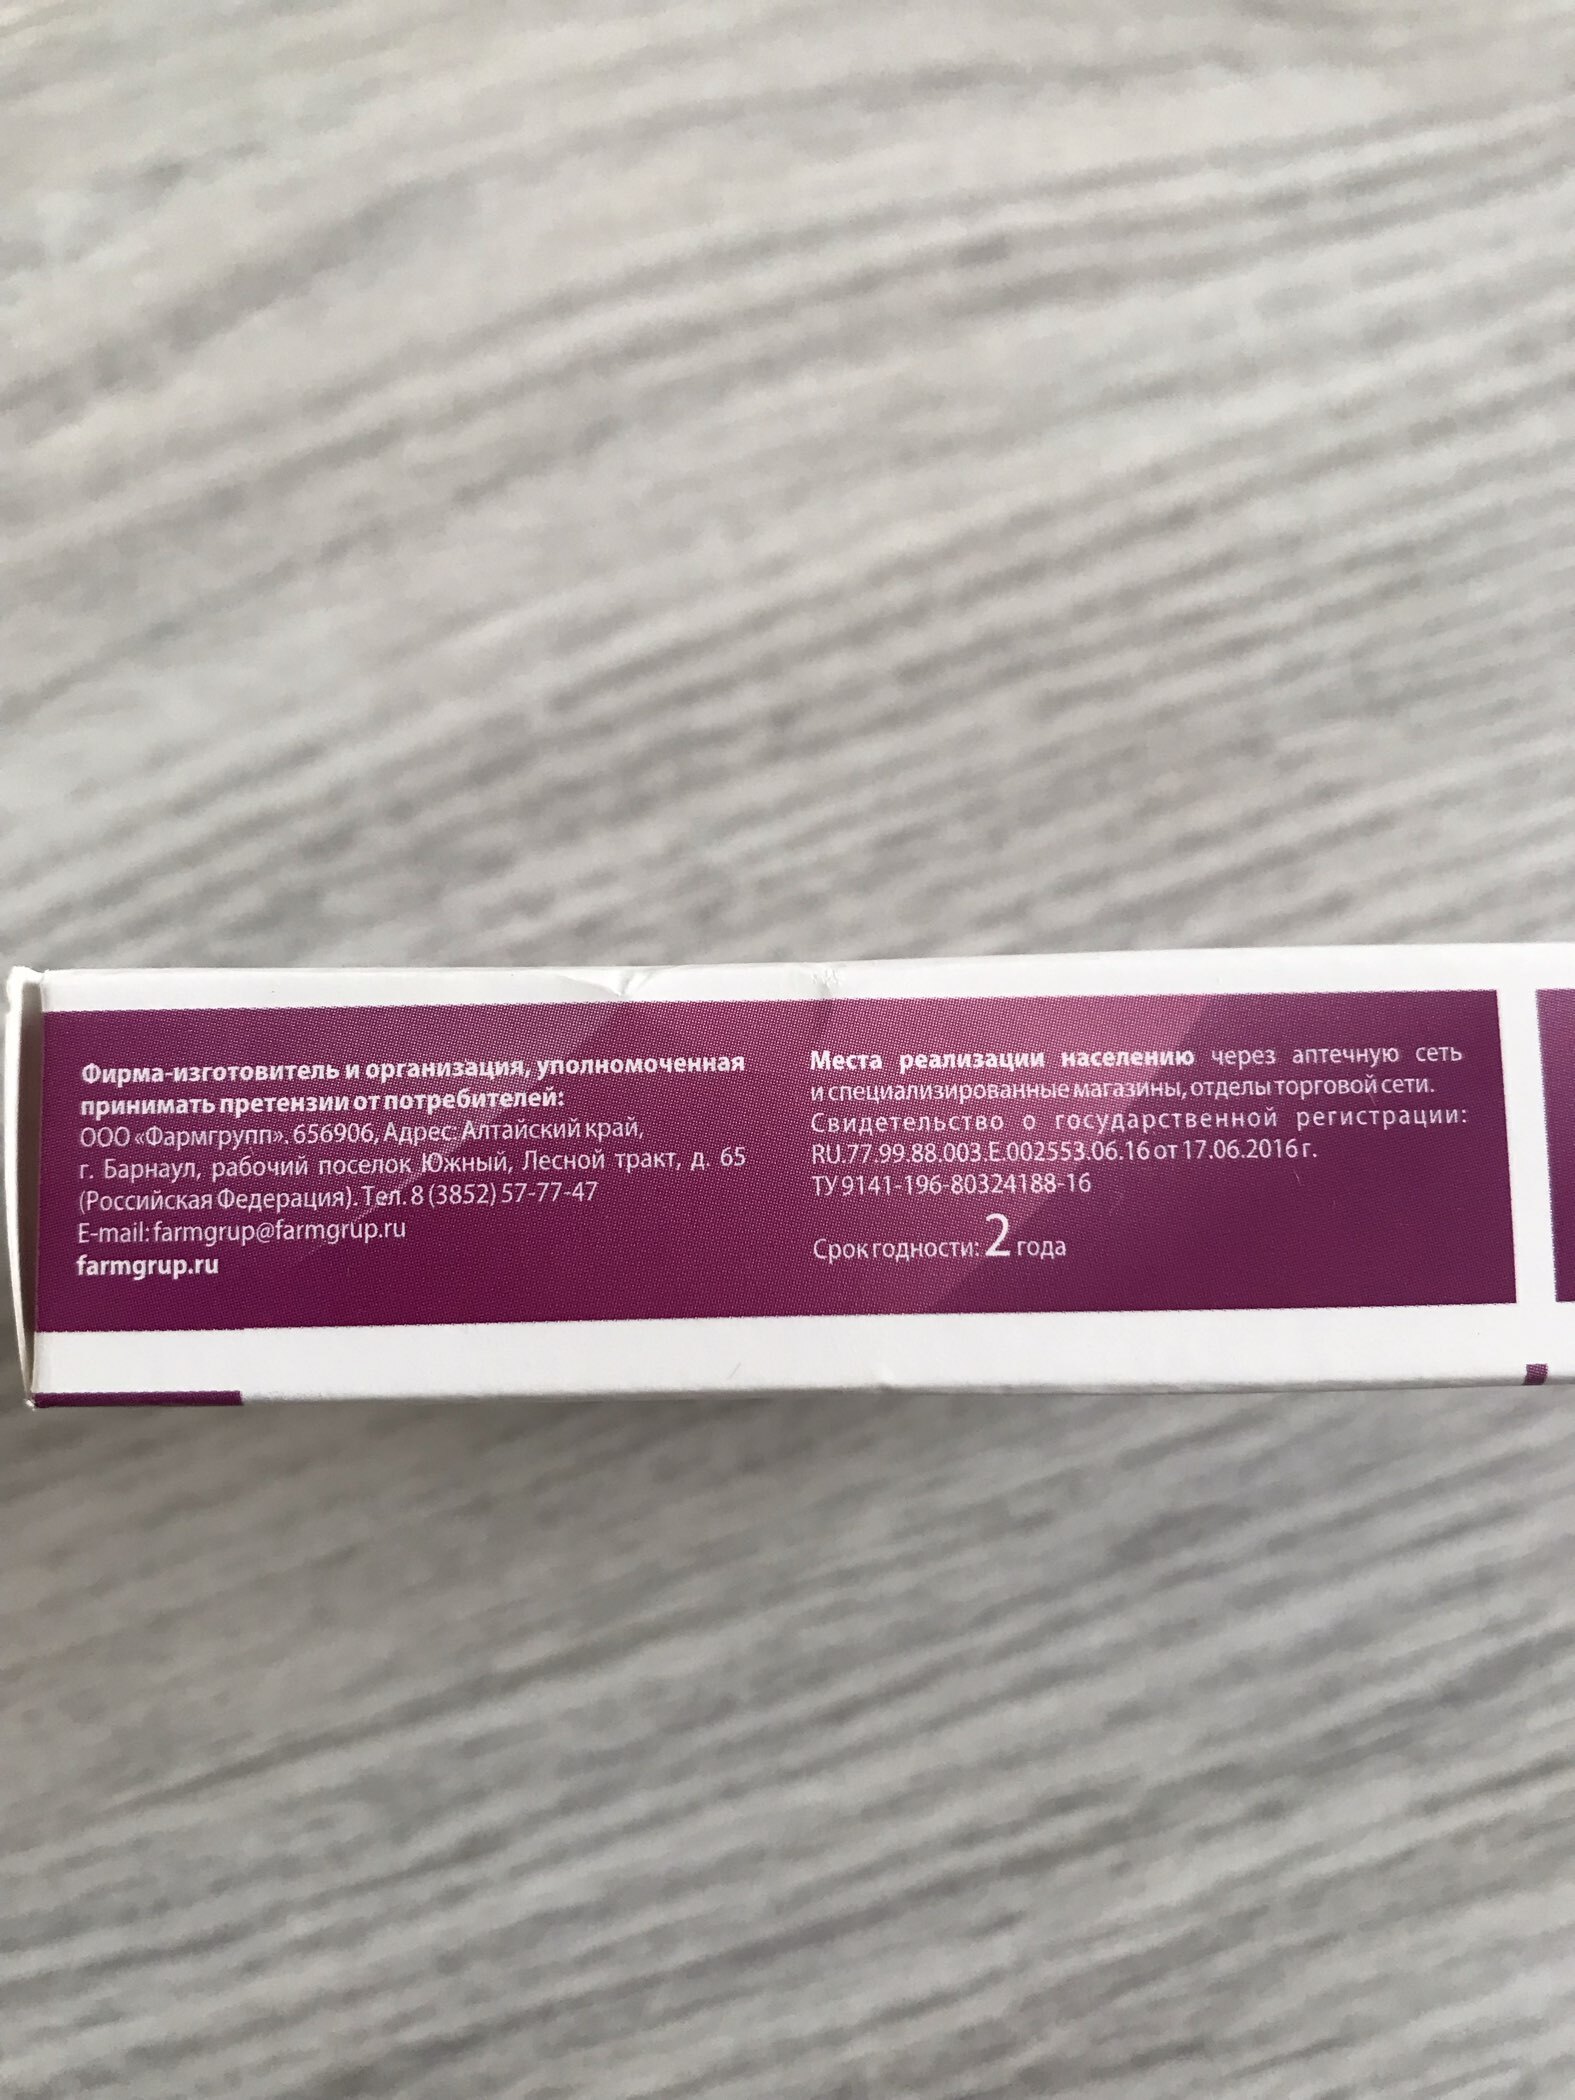 Фирма-изготовитель и организация, уполномоченная
принимать претензии от потребителей:
ООО «Фармгрупп». 656906, Адрес: Алтайский край,
г. Барнаул, рабочий поселок Южный, Лесной тракт, д. 65
(Российская Федерация). Тел. 8 (3852) 57-77-47
E-mail: farmgrup@farmgrup.ru
farmgrup.ru
Места реализации населению через аптечную сеть
и специализированные магазины, отделы торговой сети.
Свидетельство о государственной регистрации:
RU.77.99.88.003.Е.002553.06.16 от 17.06.2016 г.
ТУ 9141-196-80324188-16
Срок годности: 2 года